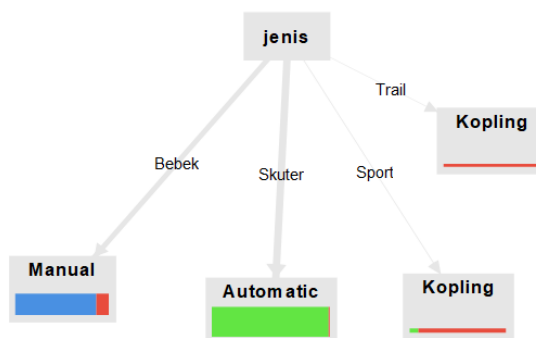 jenis
Trail
Kopling
Bebek
Skuter
Sport
Manual
Automatic
Kopling